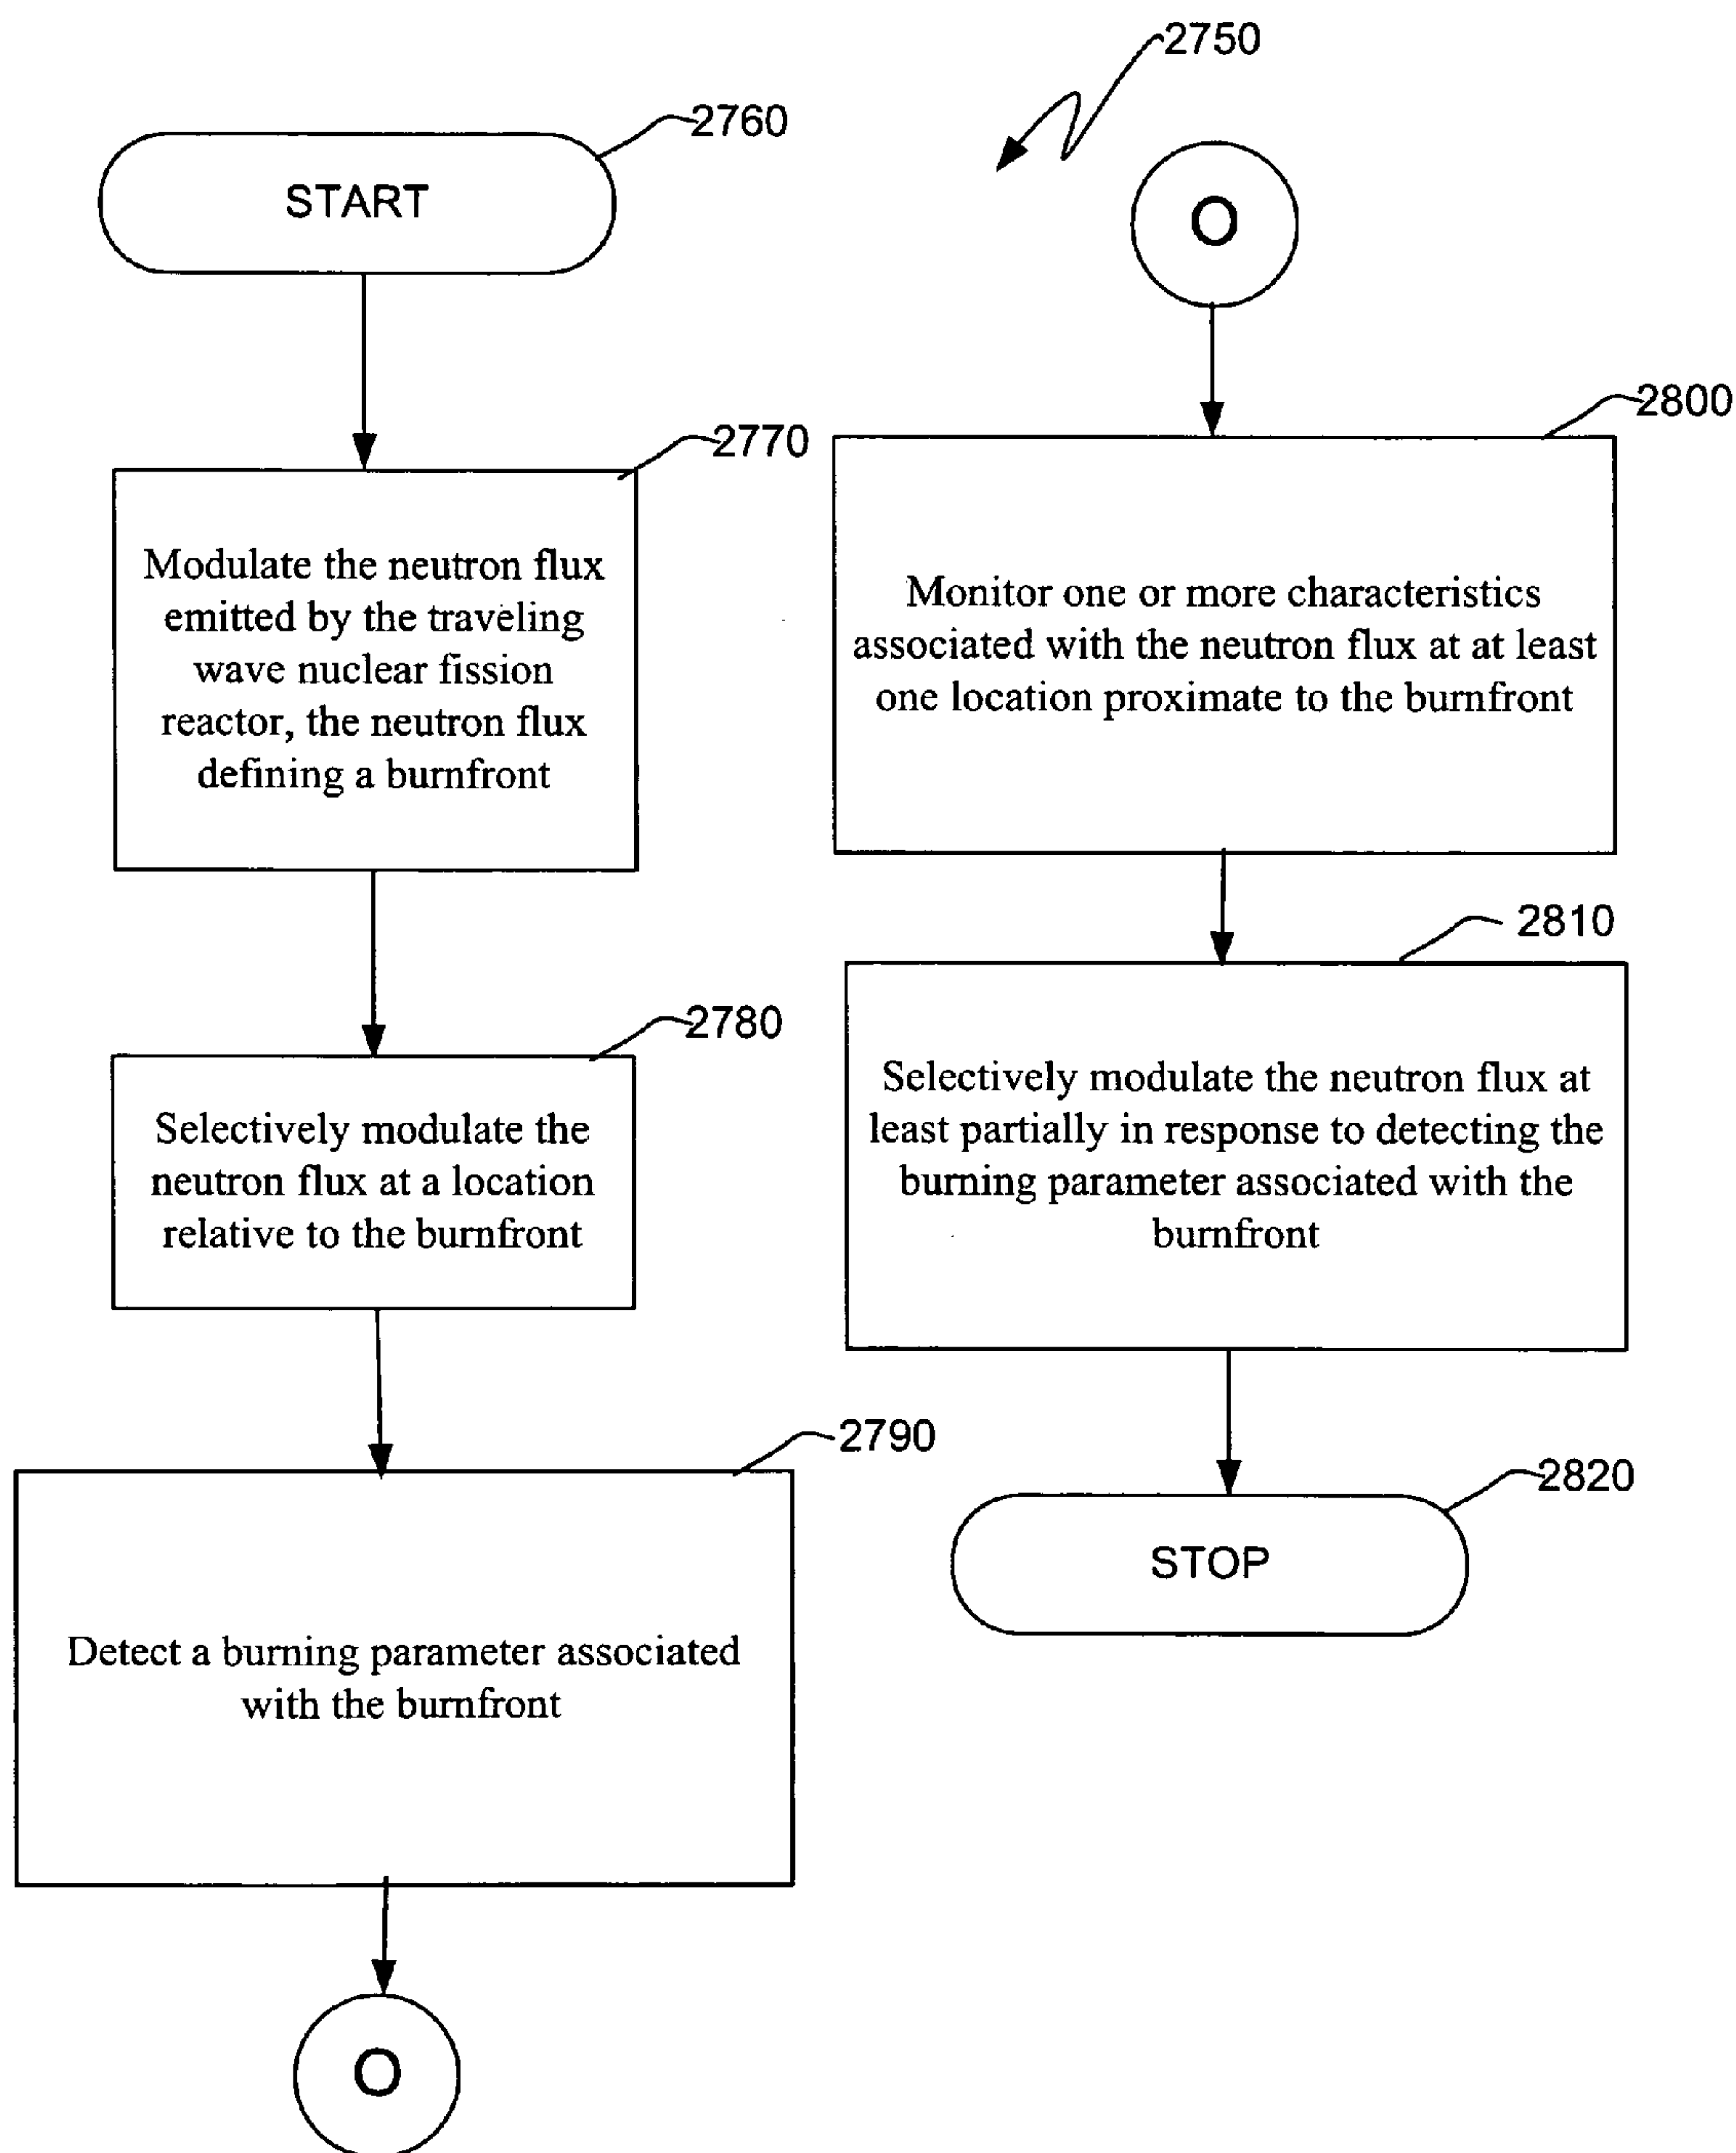 2750
2760
START
2770
Modulate the neutron flux
emitted by the traveling
wave nuclear fission
reactor, the neutron flux
defining a burnfront
2780
Selectively modulate the
neutron flux at a location
relative to the burnfront
2790
Detect a burning parameter associated
with the burnfront
O
O
2800
Monitor one or more characteristics
associated with the neutron flux at at least
one location proximate to the burnfront
2810
Selectively modulate the neutron flux at
least partially in response to detecting the
burning parameter associated with the
burnfront
2820
STOP